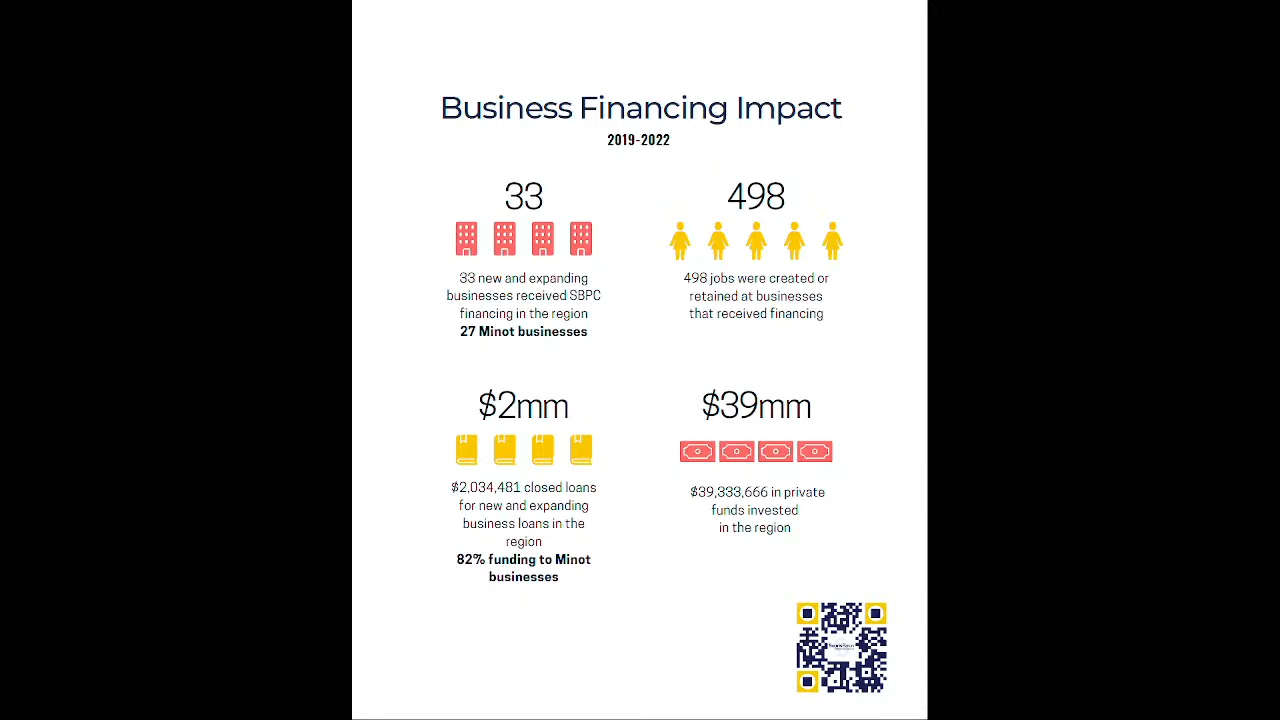 Business Financing Impact
2019-2022
33
33 new and expanding
businesses received SBPC
financing in the region
27 Minot businesses
498
498 jobs were created or
retained at businesses
that received financing
$2mm
$2,034,481 closed loans
for new and expanding
business loans in the
region
82% funding to Minot
businesses
$39mm
$39,333,666 in private
funds invested
in the region